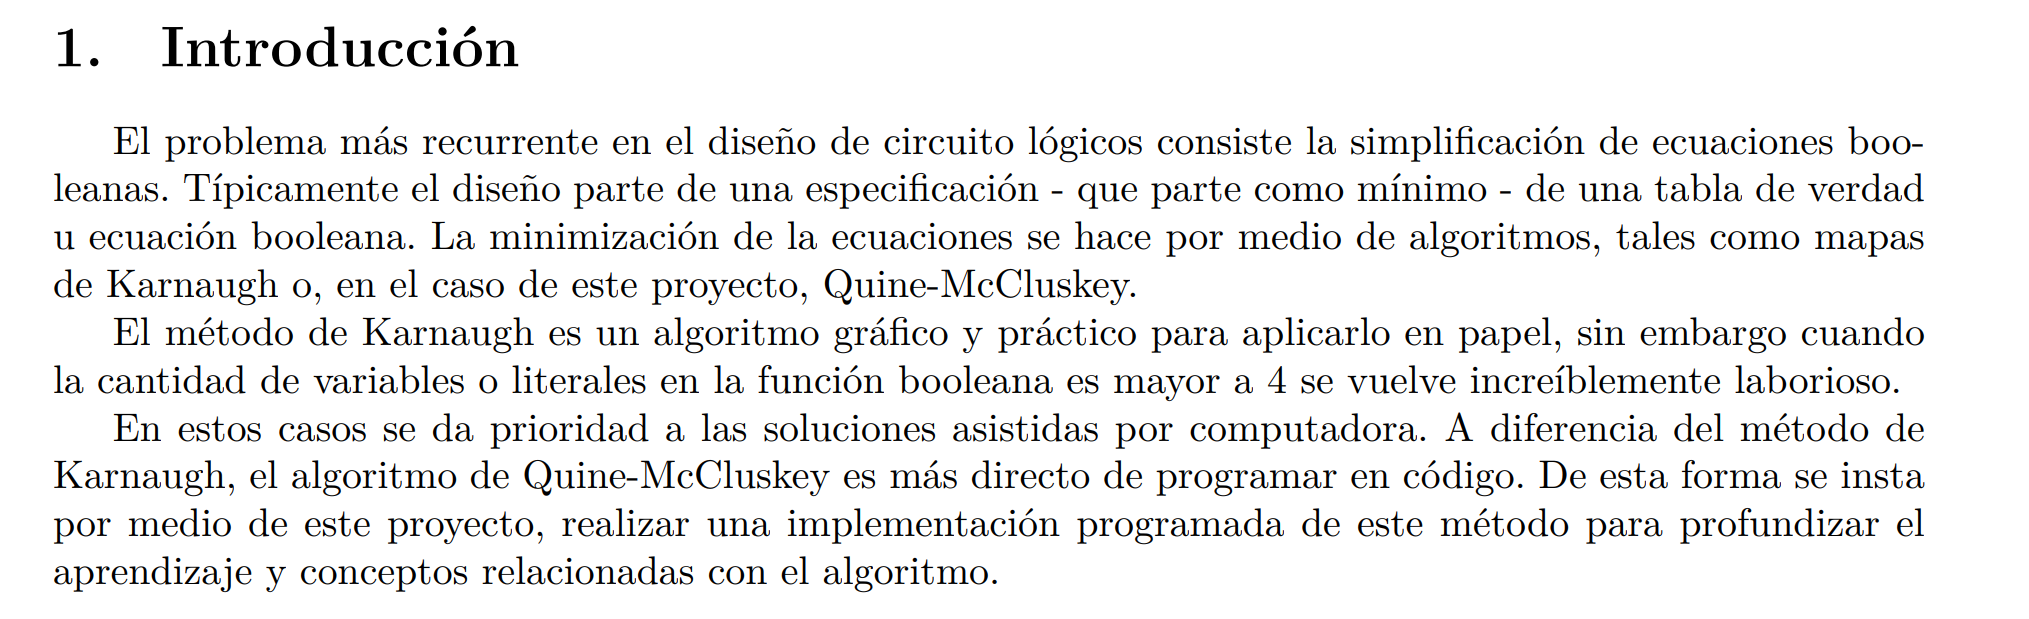 1. Introducción
El problema más recurrente en el diseño de circuito lógicos consiste la simplificación de ecuaciones boo-
leanas. Típicamente el diseño parte de una especificación - que parte como mínimo - de una tabla de verdad
u ecuación booleana. La minimización de la ecuaciones se hace por medio de algoritmos, tales como mapas
de Karnaugh o, en el caso de este proyecto, Quine-McCluskey.
El método de Karnaugh es un algoritmo gráfico y práctico para aplicarlo en papel, sin embargo cuando
la cantidad de variables o literales en la función booleana es mayor a 4 se vuelve increíblemente laborioso.
En estos casos se da prioridad a las soluciones asistidas por computadora. A diferencia del método de
Karnaugh, el algoritmo de Quine-McCluskey es más directo de programar en código. De esta forma se insta
por medio de este proyecto, realizar una implementación programada de este método para profundizar el
aprendizaje y conceptos relacionadas con el algoritmo.